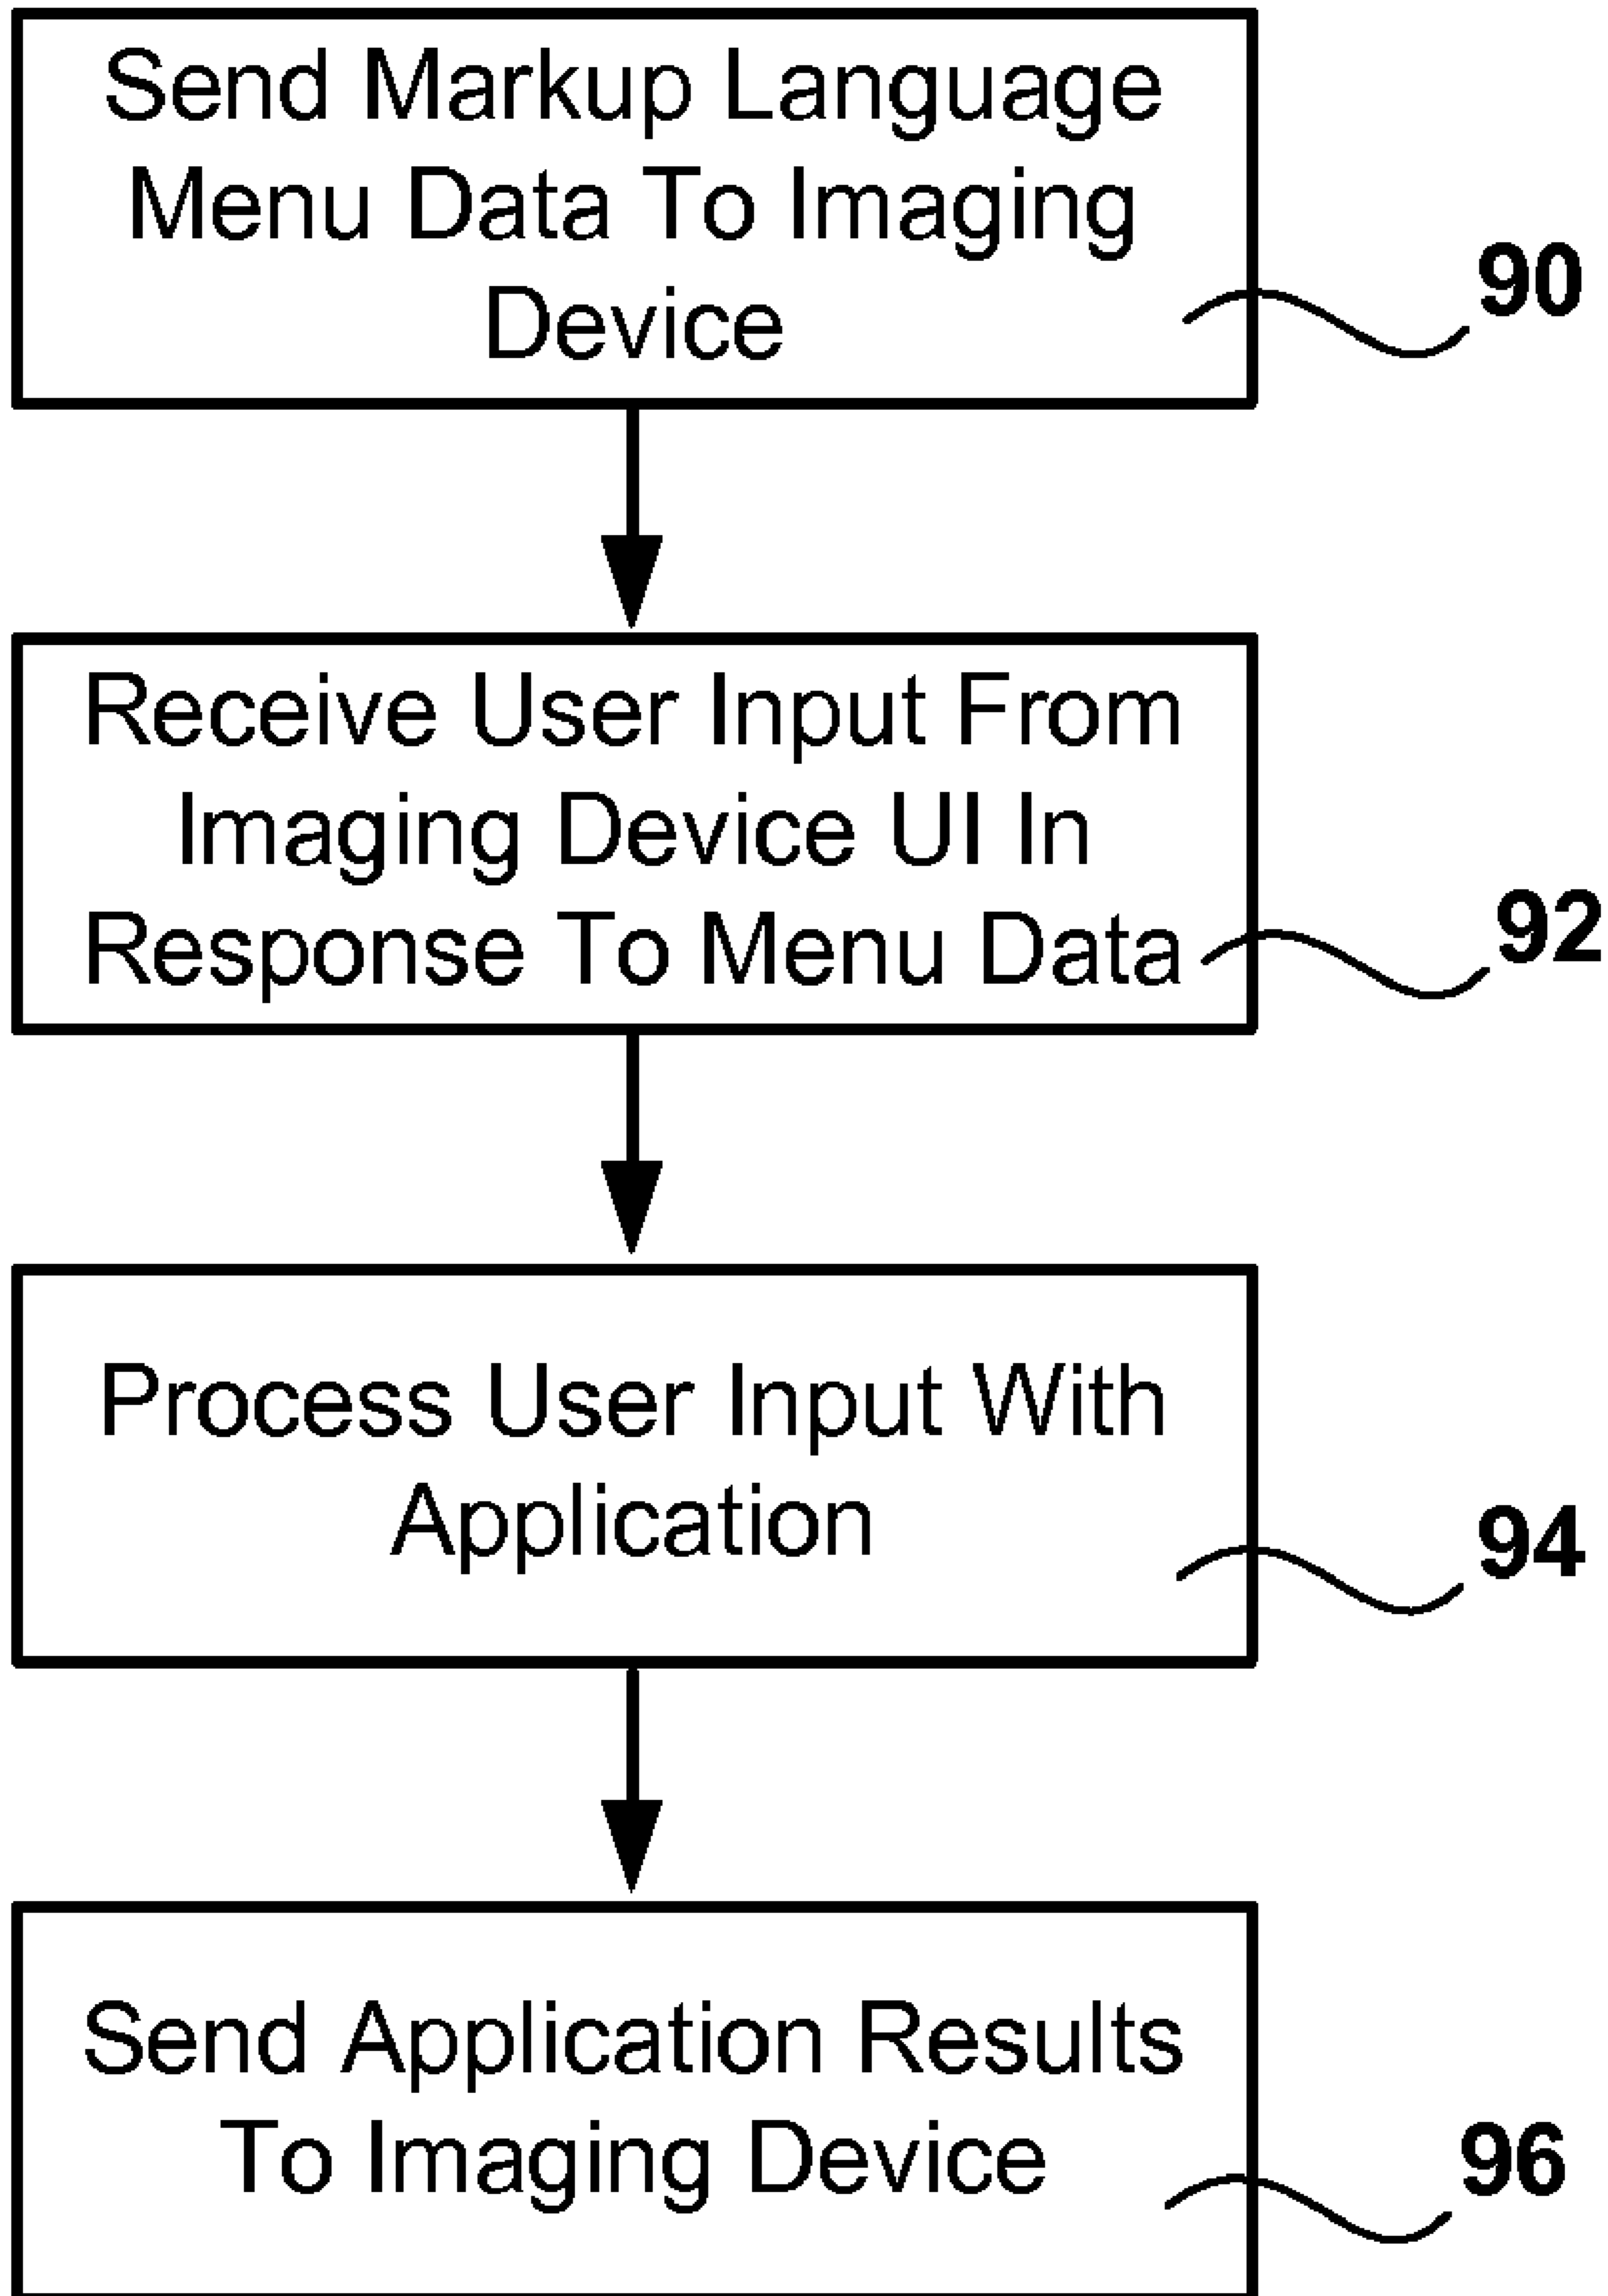 Send Markup Language
Menu Data To Imaging
Device
90
Receive User Input From
Imaging Device UI In
Response To Menu Data
92
Process User Input With
Application
94
Send Application Results
To Imaging Device
96